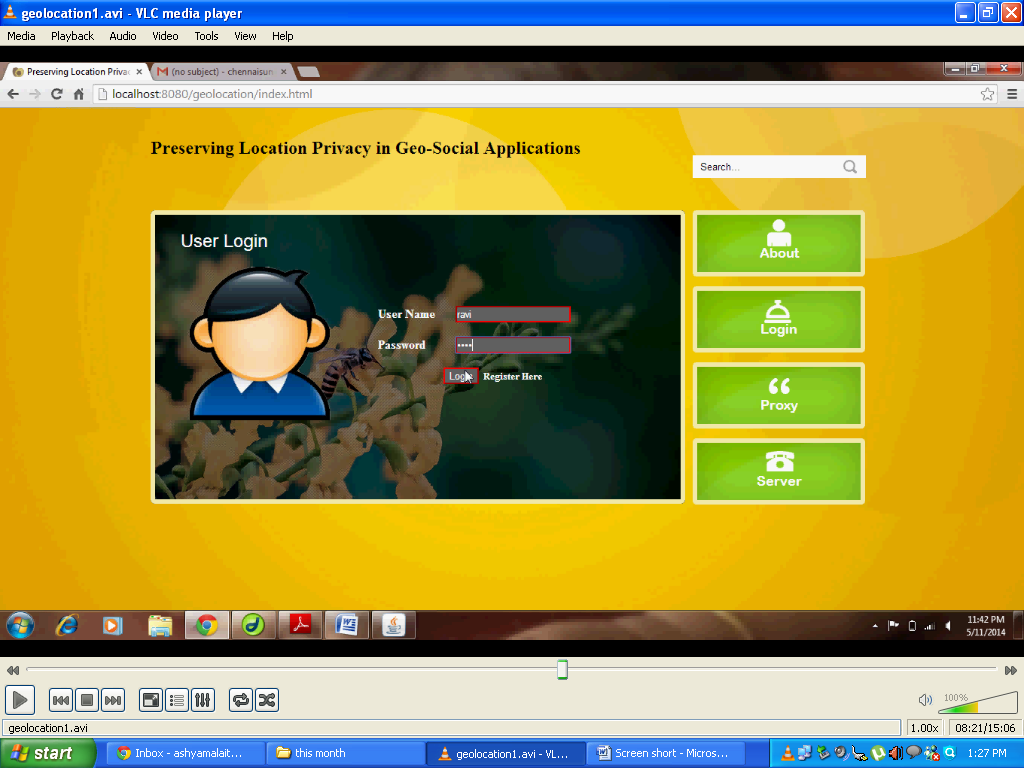 geolocation1.avi - VLC media player
Media Playback Audio Video Tools View Help
Preserving Location Priva
(no subject) - chennaisun
localhost:8080/geolocation/index.html
Preserving Location Privacy in Geo-Social Applications
Search...
User Login
User Name ravi
Password ••••
Login Register Here
About
Login
Proxy
Server
11:42 PM
5/11/2014
100%
geolocation1.avi 1.00x 08:21/15:06
start Inbox - ashyamalait... this month geolocation1.avi - VL... Screen short - Micros... 1:27 PM